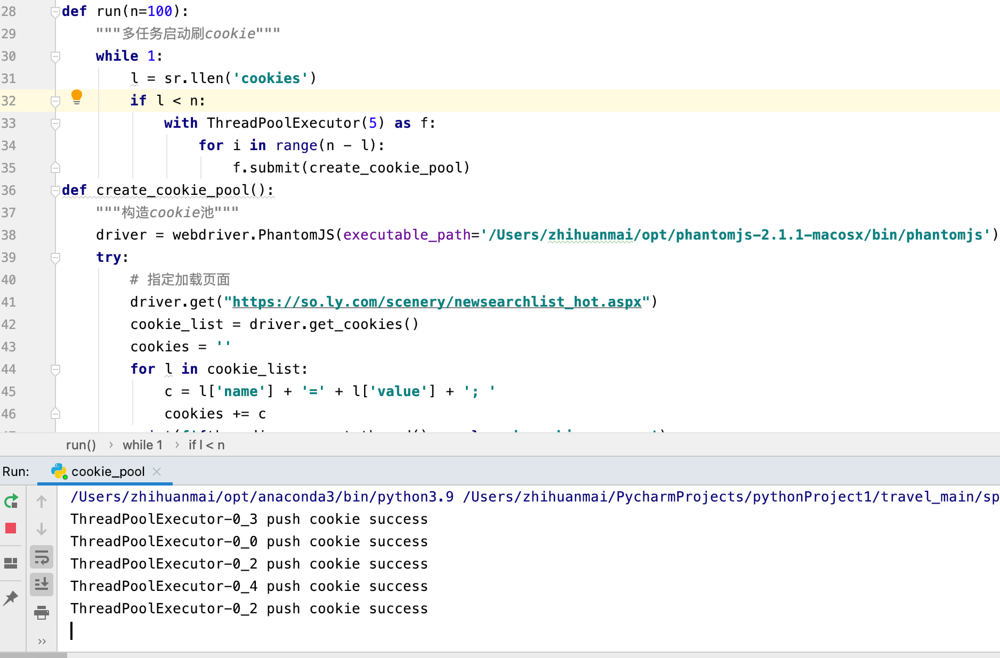 28 def run(n=100):
29 """多任务启动刷cookie"""
30 while 1:
31 l = sr.llen('cookies')
32 if l < n:
33 with ThreadPoolExecutor(5) as f:
34 for i in range(n - l):
35 f.submit(create_cookie_pool)
36 def create_cookie_pool():
37 """构造cookie池"""
38 driver = webdriver.PhantomJS(executable_path='/Users/zhihuanmai/opt/phantomjs-2.1.1-macosx/bin/phantomjs')
39 try:
40 # 指定加载页面
41 driver.get("https://so.ly.com/scenery/newsearchlist_hot.aspx")
42 cookie_list = driver.get_cookies()
43 cookies = ''
44 for l in cookie_list:
45 c = l['name'] + '=' + l['value'] + '; '
46 cookies += c
run() › while 1 › if l < n
Run: cookie_pool ×
/Users/zhihuanmai/opt/anaconda3/bin/python3.9 /Users/zhihuanmai/PycharmProjects/pythonProject1/travel_main/sp
ThreadPoolExecutor-0_3 push cookie success
ThreadPoolExecutor-0_0 push cookie success
ThreadPoolExecutor-0_2 push cookie success
ThreadPoolExecutor-0_4 push cookie success
ThreadPoolExecutor-0_2 push cookie success